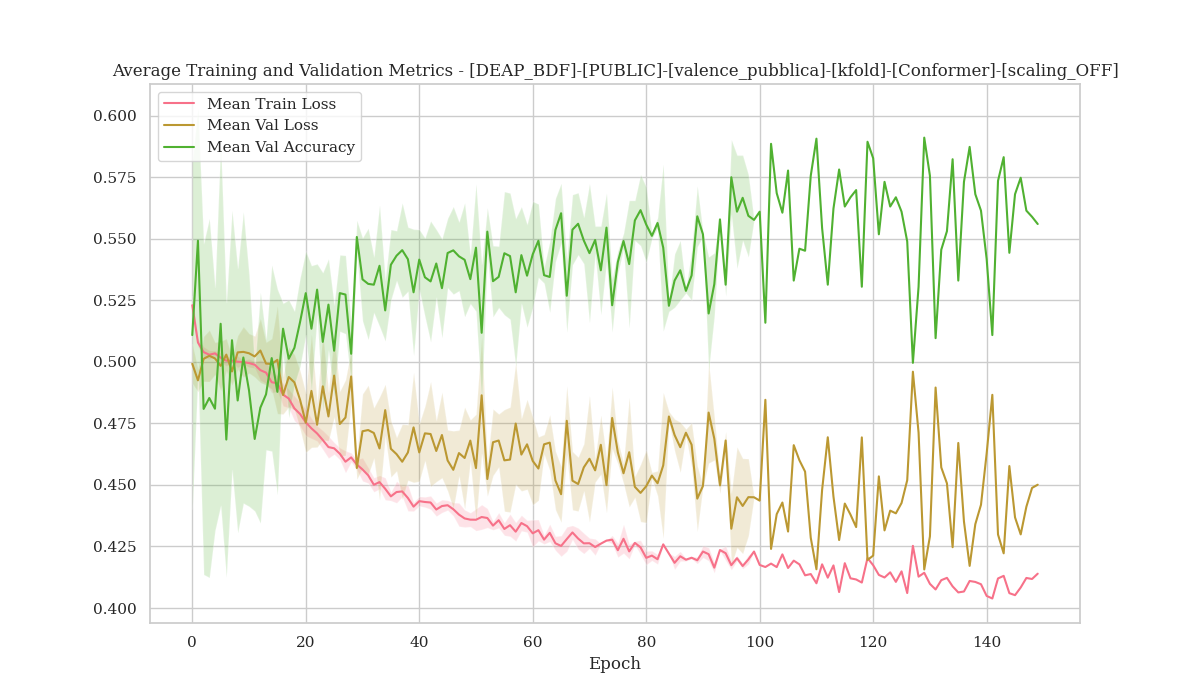 Average Training and Validation Metrics - [DEAP_BDF]-[PUBLIC]-[valence_pubblica]-[kfold]-[Conformer]-[scaling_OFF]
Mean Train Loss
Mean Val Loss
Mean Val Accuracy
0.600
0.575
0.550
0.525
0.500
0.475
0.450
0.425
0.400
0 20 40 60 80 100 120 140
Epoch